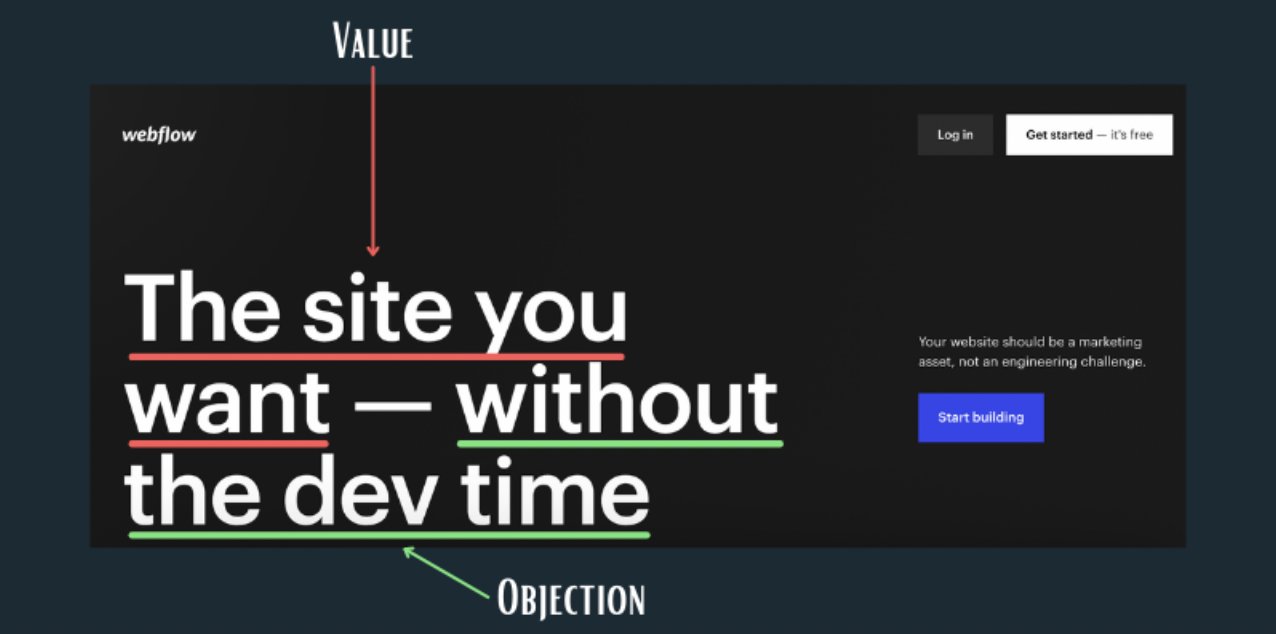 Value
webflow
Log in
Get started — it's free
The site you
want — without
the dev time
Your website should be a marketing
asset, not an engineering challenge.
Start building
Objection